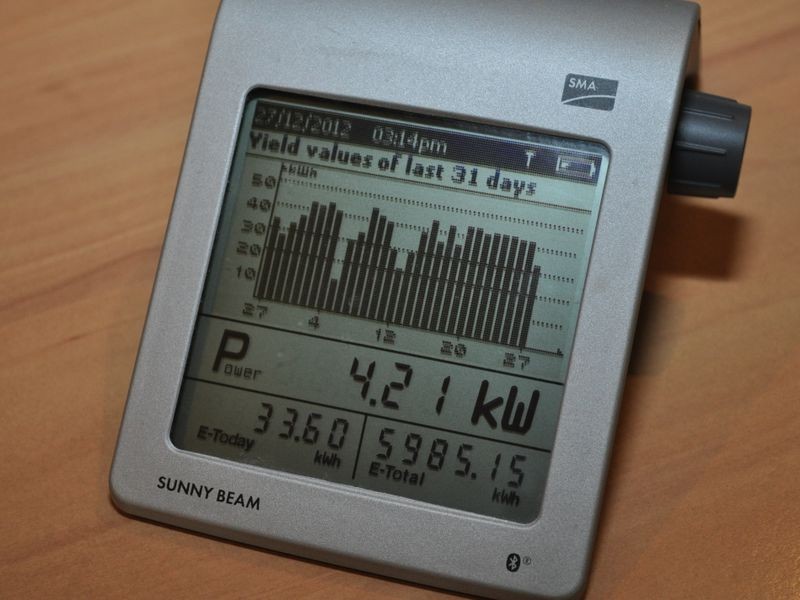 SMA
27/12/2012 03:14pm
Yield values of last 31 days
kWh
50
40
30
20
10
27 4 12 20 27
Power 4.21 kW
E-Today 33.60 kWh
E-Total 5985.15 kWh
SUNNY BEAM
®